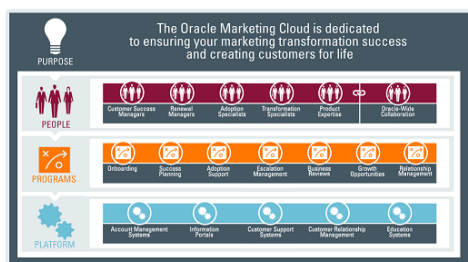 The Oracle Marketing Cloud is dedicated
to ensuring your marketing transformation success
and creating customers for life
PURPOSE
PEOPLE
Customer Success
Managers
Renewal
Managers
Adoption
Specialists
Transformation
Specialists
Product
Expertise
Oracle-Wide
Collaboration
PROGRAMS
Onboarding
Success
Planning
Adoption
Support
Escalation
Management
Business
Reviews
Growth
Opportunities
Relationship
Management
PLATFORM
Account Management
Systems
Information
Portals
Customer Support
Systems
Customer Relationship
Management
Education
Systems